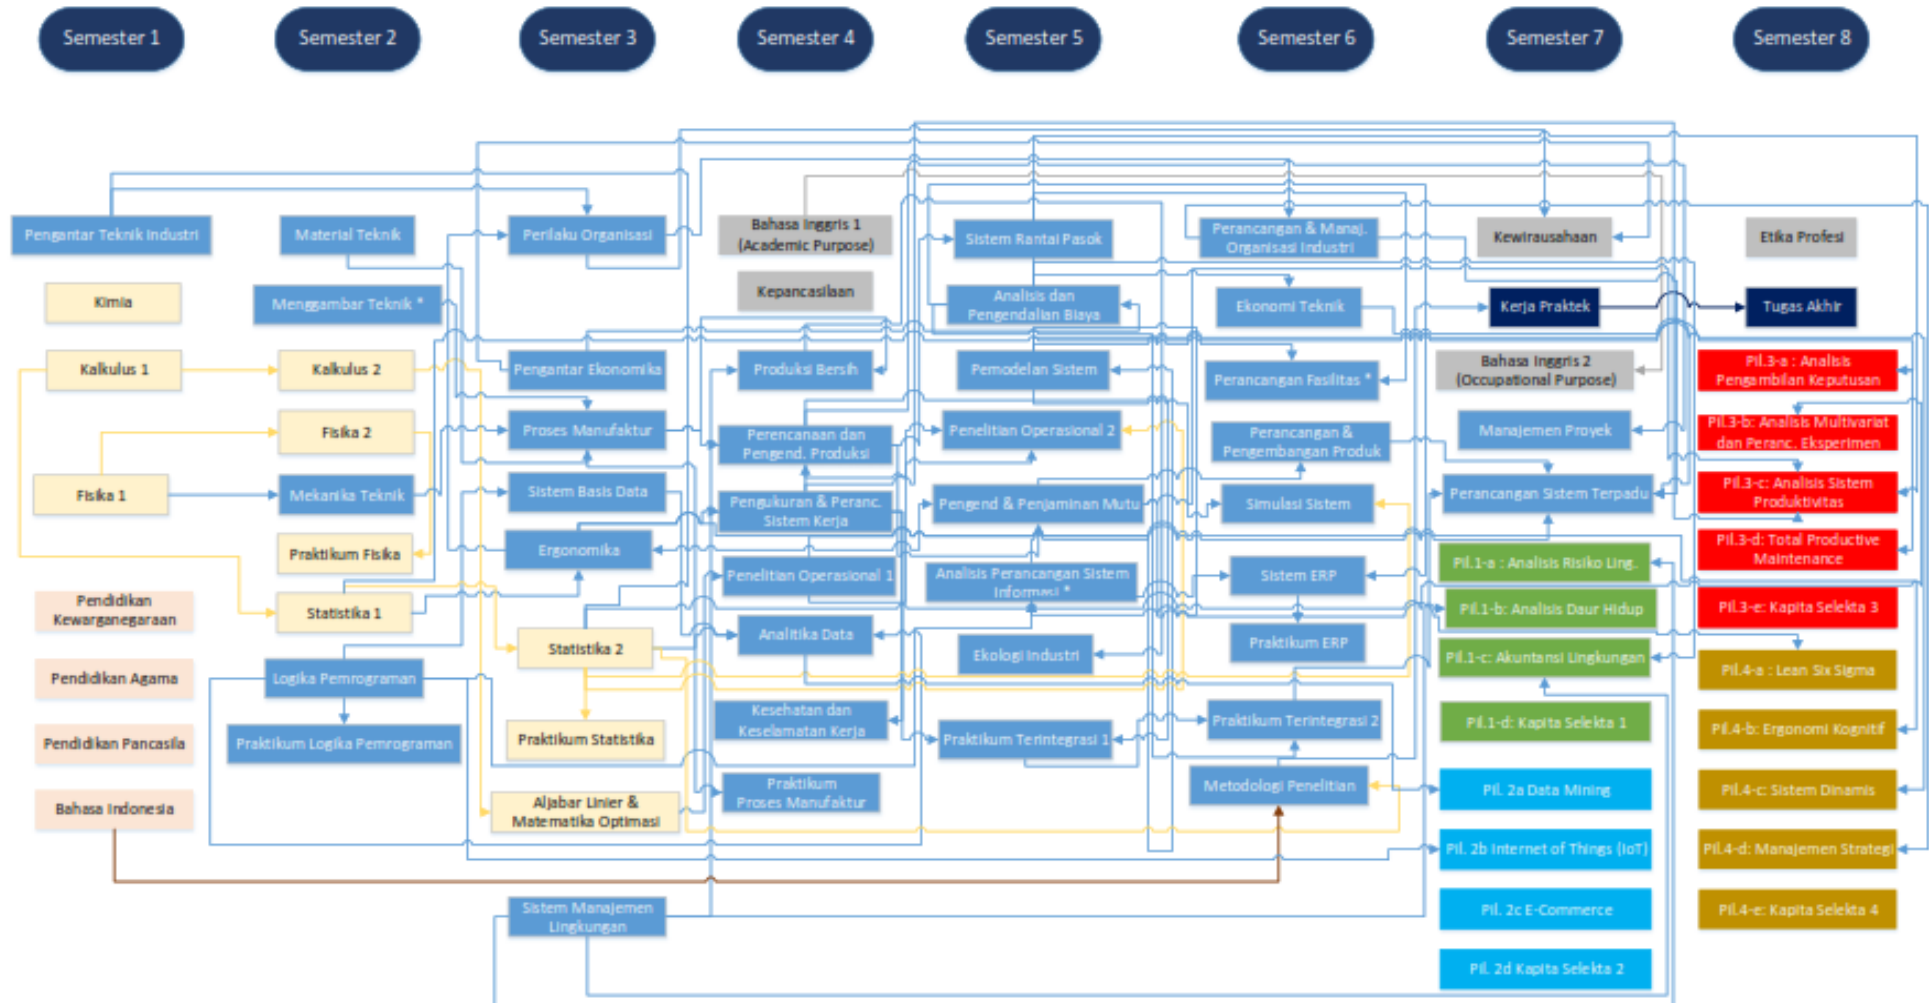 Semester 1
Semester 2
Semester 3
Semester 4
Semester 5
Semester 6
Semester 7
Semester 8
Pengantar Teknik Industri
Kimia
Kalkulus 1
Fisika 1
Pendidikan
Kewarganegaraan
Pendidikan Agama
Pendidikan Pancasila
Bahasa Indonesia
Material Teknik
Menggambar Teknik *
Kalkulus 2
Fisika 2
Mekanika Teknik
Praktikum Fisika
Statistika 1
Logika Pemrograman
Praktikum Logika Pemrograman
Perilaku Organisasi
Pengantar Ekonomika
Proses Manufaktur
Sistem Basis Data
Ergonomika
Statistika 2
Praktikum Statistika
Aljabar Linier &
Matematika Optimasi
Sistem Manajemen
Lingkungan
Bahasa Inggris 1
(Academic Purpose)
Kepancasilaan
Produksi Bersih
Perencanaan dan
Pengend. Produksi
Pengukuran & Peranc.
Sistem Kerja
Penelitian Operasional 1
Analitika Data
Kesehatan dan
Keselamatan Kerja
Praktikum
Proses Manufaktur
Sistem Rantai Pasok
Analisis dan
Pengendalian Biaya
Pemodelan Sistem
Penelitian Operasional 2
Pengend & Penjaminan Mutu
Analisis Perancangan Sistem
Informasi *
Ekologi Industri
Praktikum Terintegrasi 1
Perancangan & Manaj.
Organisasi Industri
Ekonomi Teknik
Perancangan Fasilitas *
Perancangan &
Pengembangan Produk
Simulasi Sistem
Sistem ERP
Praktikum ERP
Praktikum Terintegrasi 2
Metodologi Penelitian
Kewirausahaan
Kerja Praktek
Bahasa Inggris 2
(Occupational Purpose)
Manajemen Proyek
Perancangan Sistem Terpadu
Pil.1-a : Analisis Risiko Ling.
Pil.1-b: Analisis Daur Hidup
Pil.1-c: Akuntansi Lingkungan
Pil.1-d: Kapita Selekta 1
Pil. 2a Data Mining
Pil. 2b Internet of Things (IoT)
Pil. 2c E-Commerce
Pil. 2d Kapita Selekta 2
Etika Profesi
Tugas Akhir
Pil.3-a : Analisis
Pengambilan Keputusan
Pil.3-b: Analisis Multivariat
dan Peranc. Eksperimen
Pil.3-c: Analisis Sistem
Produktivitas
Pil.3-d: Total Productive
Maintenance
Pil.3-e: Kapita Selekta 3
Pil.4-a : Lean Six Sigma
Pil.4-b: Ergonomi Kognitif
Pil.4-c: Sistem Dinamis
Pil.4-d: Manajemen Strategi
Pil.4-e: Kapita Selekta 4